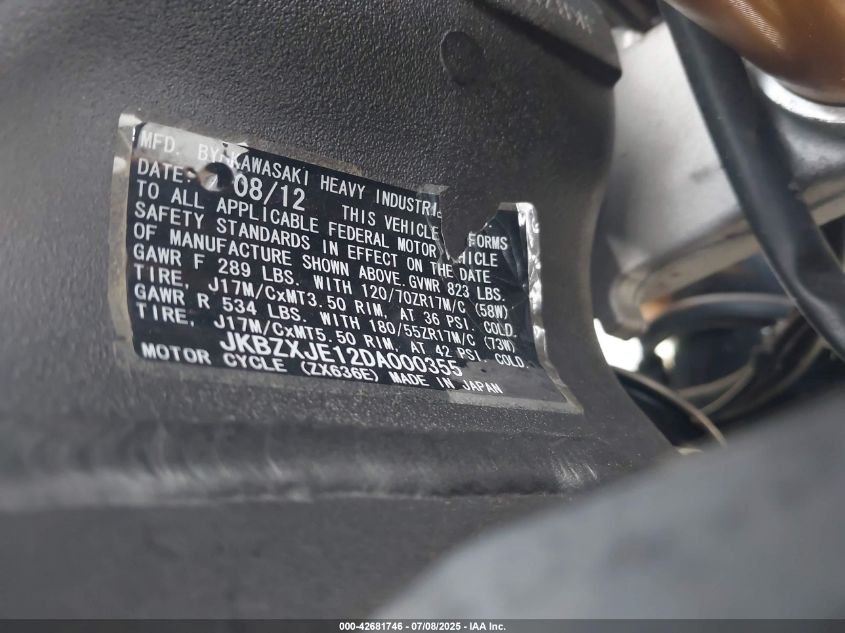 MFD. BY KAWASAKI HEAVY
DATE: 08/12 THIS VEHICLE
TO ALL APPLICABLE FEDERAL MOTOR
SAFETY STANDARDS IN EFFECT ON THE DATE
OF MANUFACTURE SHOWN ABOVE. GVWR 823 LBS.
GAWR F 289 LBS. WITH 120/70ZR17M/C (58W)
TIRE, J17M/CxMT3.50 RIM, AT 36 PSI. COLD.
GAWR R 534 LBS. WITH 180/55ZR17M/C (73W)
TIRE, J17M/CxMT5.50 RIM, AT 42 PSI. COLD.
JKBZXJE12DA000355
MOTOR CYCLE (ZX636E) MADE IN JAPAN
000-42681746 - 07/08/2025 - IAA Inc.